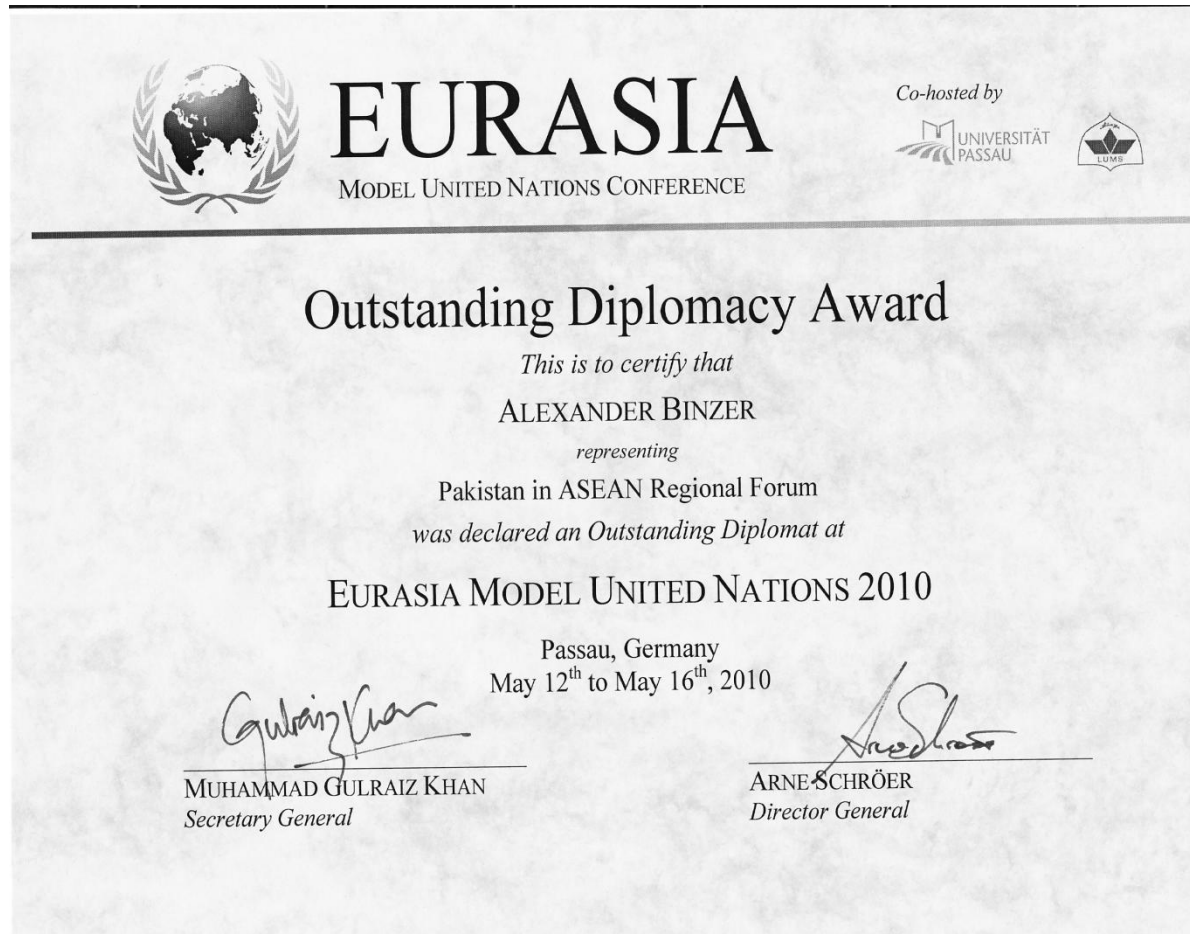 EURASIA
MODEL UNITED NATIONS CONFERENCE
Co-hosted by
UNIVERSITÄT
PASSAU
LUMS
Outstanding Diplomacy Award
This is to certify that
ALEXANDER BINZER
representing
Pakistan in ASEAN Regional Forum
was declared an Outstanding Diplomat at
EURASIA MODEL UNITED NATIONS 2010
Passau, Germany
May 12th to May 16th, 2010
Gulraiz Khan
MUHAMMAD GULRAIZ KHAN
Secretary General
ARNE SCHRÖER
Director General